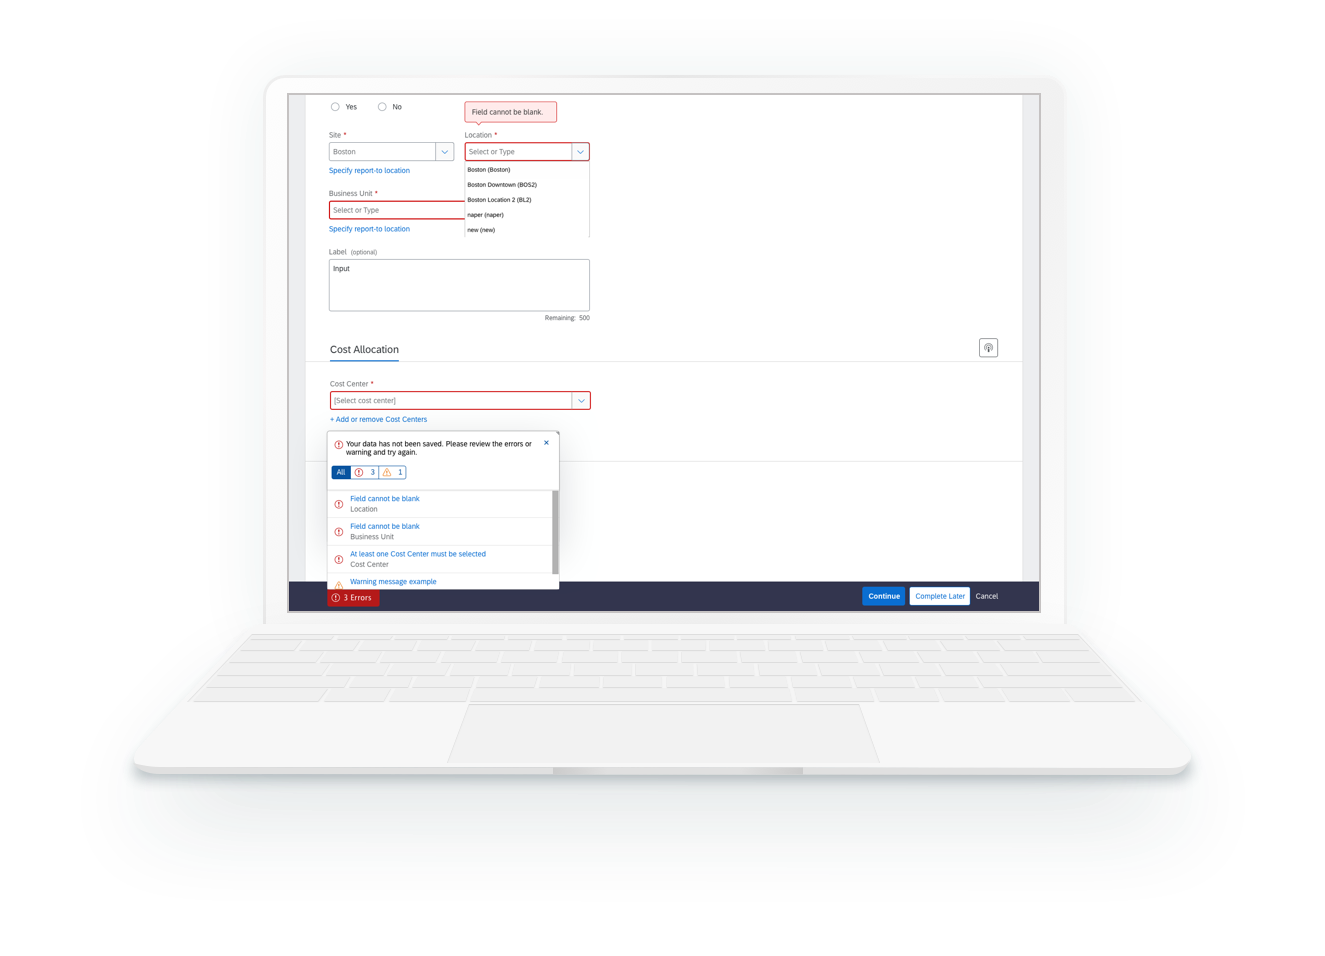 Yes No
Field cannot be blank.
Site *
Location *
Boston
Select or Type
Specify report-to location
Boston (Boston)
Boston Downtown (BOS2)
Boston Location 2 (BL2)
naper (naper)
new (new)
Business Unit *
Select or Type
Specify report-to location
Label (optional)
Input
Remaining: 500
Cost Allocation
Cost Center *
[Select cost center]
+ Add or remove Cost Centers
Your data has not been saved. Please review the errors or
warning and try again.
All 3 1
Field cannot be blank
Location
Field cannot be blank
Business Unit
At least one Cost Center must be selected
Cost Center
Warning message example
3 Errors
Continue
Complete Later
Cancel